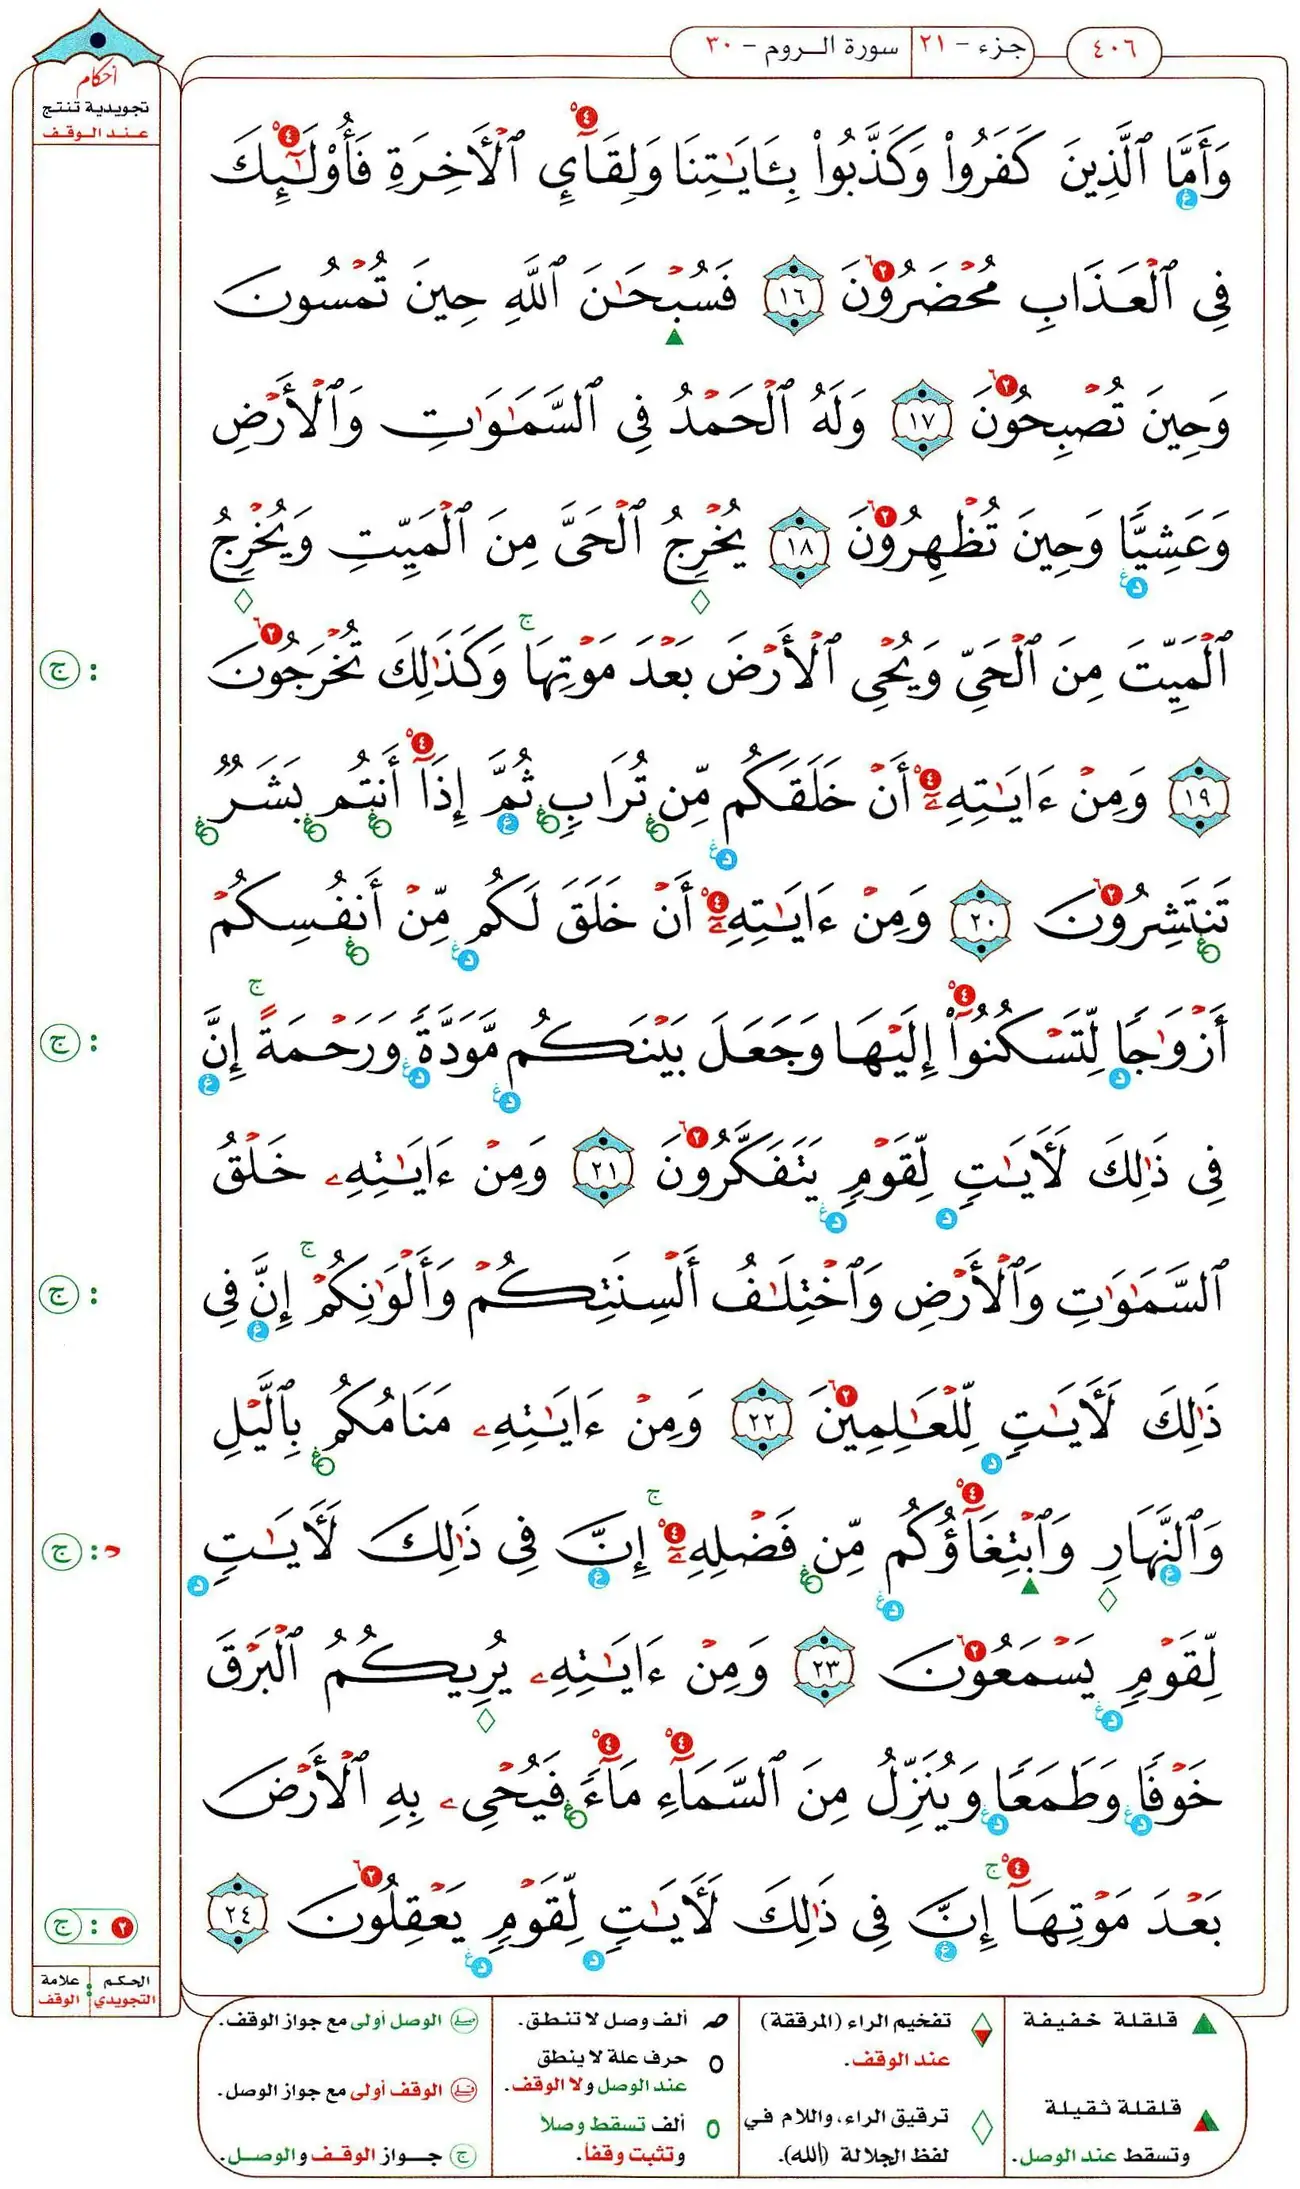 ٤٠٦
جزء - ٢١ سورة الروم - ٣٠
أحكام
تجويدية تنتج
عند الوقف
وَأَمَّا ٱلَّذِينَ كَفَرُوا۟ وَكَذَّبُوا۟ بِـَٔايَـٰتِنَا وَلِقَآئِ ٱلْـَٔاخِرَةِ فَأُو۟لَـٰٓئِكَ
فِى ٱلْعَذَابِ مُحْضَرُونَ ١٦ فَسُبْحَـٰنَ ٱللَّهِ حِينَ تُمْسُونَ
وَحِينَ تُصْبِحُونَ ١٧ وَلَهُ ٱلْحَمْدُ فِى ٱلسَّمَـٰوَٰتِ وَٱلْأَرْضِ
وَعَشِيًّا وَحِينَ تُظْهِرُونَ ١٨ يُخْرِجُ ٱلْحَىَّ مِنَ ٱلْمَيِّتِ وَيُخْرِجُ
ٱلْمَيِّتَ مِنَ ٱلْحَىِّ وَيُحْىِ ٱلْأَرْضَ بَعْدَ مَوْتِهَا ۚ وَكَذَٰلِكَ تُخْرَجُونَ
١٩ وَمِنْ ءَايَـٰتِهِۦٓ أَنْ خَلَقَكُم مِّن تُرَابٍ ثُمَّ إِذَآ أَنتُم بَشَرٌ
تَنتَشِرُونَ ٢٠ وَمِنْ ءَايَـٰتِهِۦٓ أَنْ خَلَقَ لَكُم مِّنْ أَنفُسِكُمْ
أَزْوَٰجًا لِّتَسْكُنُوٓا۟ إِلَيْهَا وَجَعَلَ بَيْنَكُم مَّوَدَّةً وَرَحْمَةً ۚ إِنَّ
فِى ذَٰلِكَ لَـَٔايَـٰتٍ لِّقَوْمٍ يَتَفَكَّرُونَ ٢١ وَمِنْ ءَايَـٰتِهِۦ خَلْقُ
ٱلسَّمَـٰوَٰتِ وَٱلْأَرْضِ وَٱخْتِلَـٰفُ أَلْسِنَتِكُمْ وَأَلْوَٰنِكُمْ ۚ إِنَّ فِى
ذَٰلِكَ لَـَٔايَـٰتٍ لِّلْعَـٰلِمِينَ ٢٢ وَمِنْ ءَايَـٰتِهِۦ مَنَامُكُم بِٱلَّيْلِ
وَٱلنَّهَارِ وَٱبْتِغَآؤُكُم مِّن فَضْلِهِۦٓ ۚ إِنَّ فِى ذَٰلِكَ لَـَٔايَـٰتٍ
لِّقَوْمٍ يَسْمَعُونَ ٢٣ وَمِنْ ءَايَـٰتِهِۦ يُرِيكُمُ ٱلْبَرْقَ
خَوْفًا وَطَمَعًا وَيُنَزِّلُ مِنَ ٱلسَّمَآءِ مَآءً فَيُحْىِۦ بِهِ ٱلْأَرْضَ
بَعْدَ مَوْتِهَآ ۚ إِنَّ فِى ذَٰلِكَ لَـَٔايَـٰتٍ لِّقَوْمٍ يَعْقِلُونَ ٢٤
: ج
: ج
: ج
: ج
٢ : ج
الحكم التجويدي : علامة الوقف
قلقلة خفيفة
قلقلة ثقيلة
وتسقط عند الوصل.
تفخيم الراء (المرققة)
عند الوقف.
ترقيق الراء، واللام في
لفظ الجلالة (الله).
ألف وصل لا تنطق.
حرف علة لا ينطق
عند الوصل ولا الوقف.
ألف تسقط وصلاً
وتثبت وقفاً.
صلى الوصل أولى مع جواز الوقف.
قلى الوقف أولى مع جواز الوصل.
ج جواز الوقف والوصل.